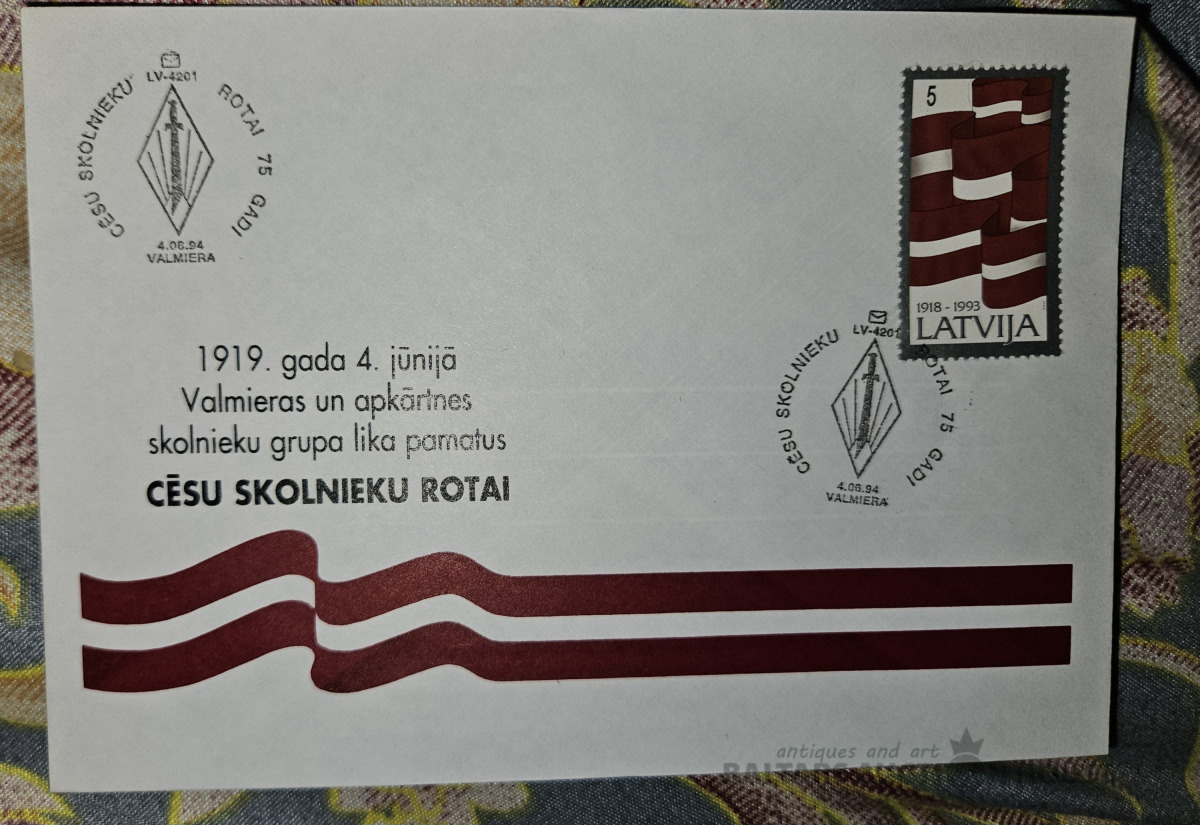 LV-4201
CĒSU SKOLNIEKU ROTAI 75 GADI
4.06.94
VALMIERA
5
1918 - 1993
LATVIJA
LV-4201
CĒSU SKOLNIEKU ROTAI 75 GADI
4.06.94
VALMIERA
1919. gada 4. jūnijā
Valmieras un apkārtnes
skolnieku grupa lika pamatus
CĒSU SKOLNIEKU ROTAI
antiques and art